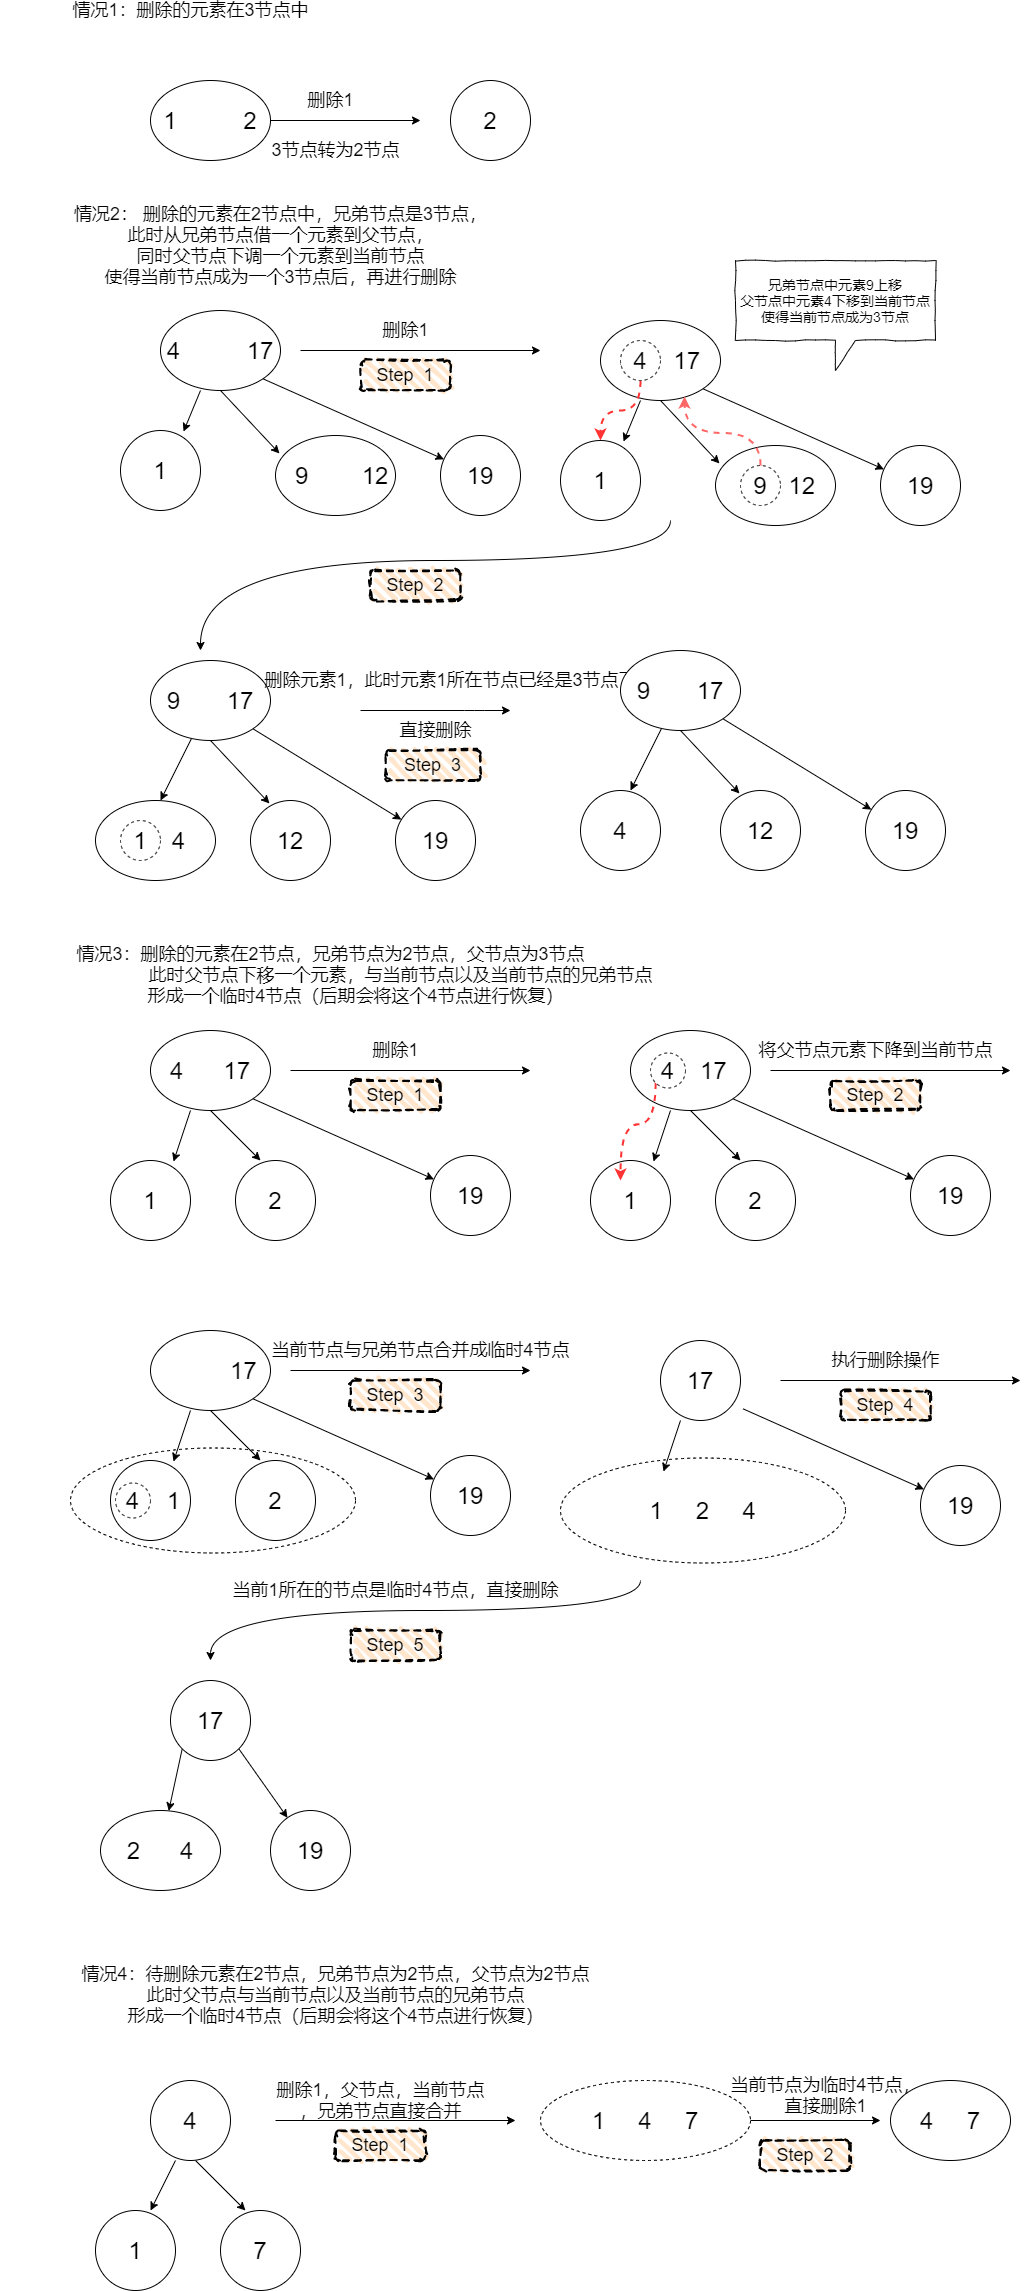 情况1：删除的元素在3节点中
删除1
1 2
2
3节点转为2节点
情况2： 删除的元素在2节点中，兄弟节点是3节点，
此时从兄弟节点借一个元素到父节点，
同时父节点下调一个元素到当前节点
使得当前节点成为一个3节点后，再进行删除
兄弟节点中元素9上移
父节点中元素4下移到当前节点
使得当前节点成为3节点
删除1
4 17
4 17
Step 1
1
9 12
19
1
9 12
19
Step 2
删除元素1，此时元素1所在节点已经是3节点
9 17
9 17
直接删除
Step 3
1 4
12
19
4
12
19
情况3：删除的元素在2节点，兄弟节点为2节点，父节点为3节点
此时父节点下移一个元素，与当前节点以及当前节点的兄弟节点
形成一个临时4节点（后期会将这个4节点进行恢复）
删除1
将父节点元素下降到当前节点
4 17
4 17
Step 1
Step 2
1
2
19
1
2
19
当前节点与兄弟节点合并成临时4节点
执行删除操作
17
17
Step 3
Step 4
4 1
2
19
1 2 4
19
当前1所在的节点是临时4节点，直接删除
Step 5
17
2 4
19
情况4：待删除元素在2节点，兄弟节点为2节点，父节点为2节点
此时父节点与当前节点以及当前节点的兄弟节点
形成一个临时4节点（后期会将这个4节点进行恢复）
删除1，父节点，当前节点
，兄弟节点直接合并
当前节点为临时4节点，
直接删除1
4
1 4 7
4 7
Step 1
Step 2
1
7